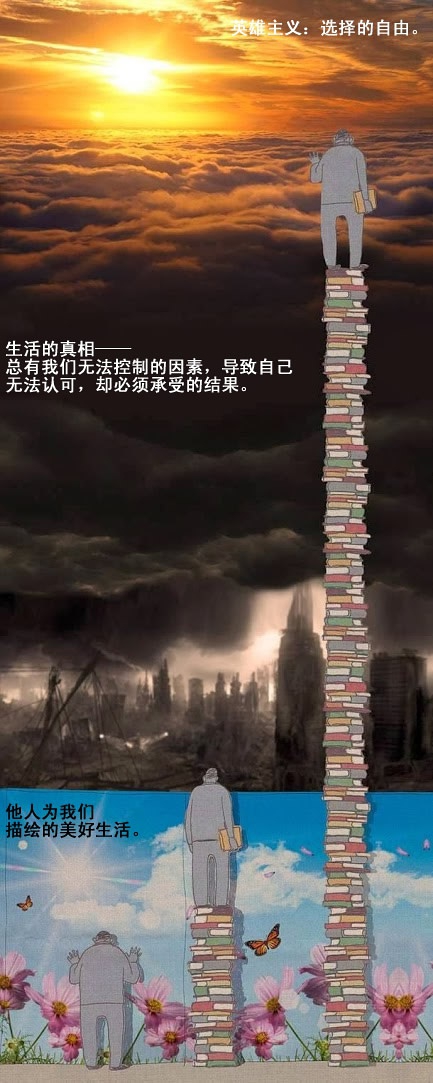 英雄主义：选择的自由。
生活的真相——
总有我们无法控制的因素，导致自己
无法认可，却必须承受的结果。
他人为我们
描绘的美好生活。